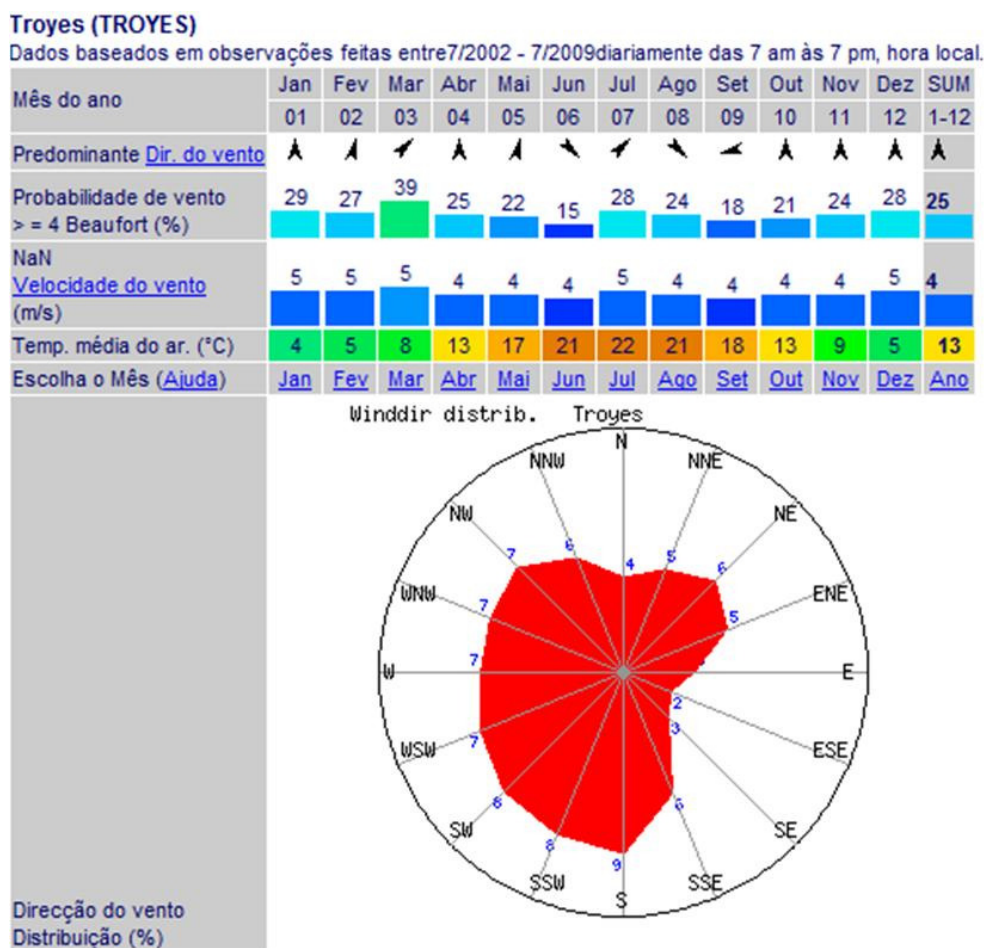 Troyes (TROYES)
Dados baseados em observações feitas entre7/2002 - 7/2009diariamente das 7 am às 7 pm, hora local.
Mês do ano Jan Fev Mar Abr Mai Jun Jul Ago Set Out Nov Dez SUM
01 02 03 04 05 06 07 08 09 10 11 12 1-12
Predominante Dir. do vento
Probabilidade de vento
> = 4 Beaufort (%) 29 27 39 25 22 15 28 24 18 21 24 28 25
NaN
Velocidade do vento
(m/s) 5 5 5 4 4 4 5 4 4 4 4 5 4
Temp. média do ar. (°C) 4 5 8 13 17 21 22 21 18 13 9 5 13
Escolha o Mês (Ajuda) Jan Fev Mar Abr Mai Jun Jul Ago Set Out Nov Dez Ano
Winddir distrib. Troyes
N
NNW NNE
NW NE
6 4 5
7 6
WNW ENE
7 5
W 7 E
2
3
WSW 7 ESE
6
SW 8 SE
8
9
SSW SSE
S
Direcção do vento
Distribuição (%)